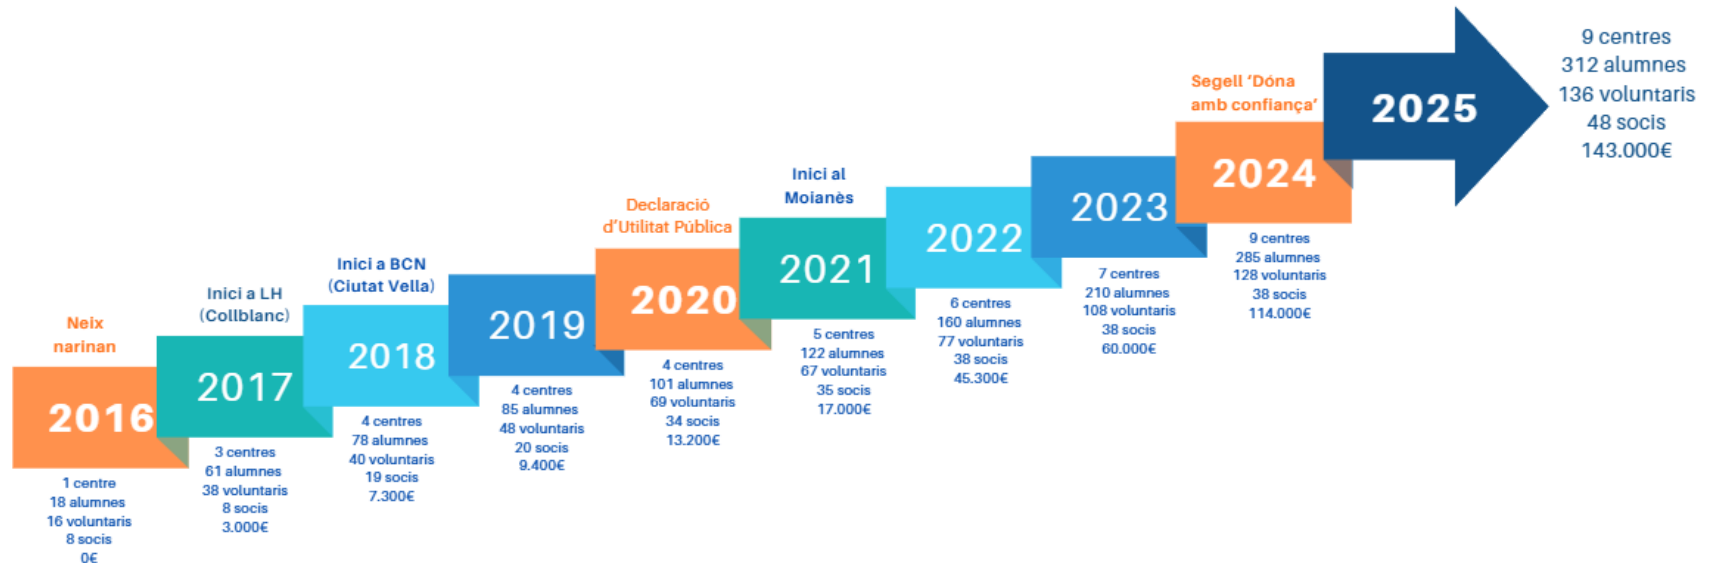 Neix
narinan
2016
1 centre
18 alumnes
16 voluntaris
8 socis
0€
Inici a LH
(Collblanc)
2017
3 centres
61 alumnes
38 voluntaris
8 socis
3.000€
Inici a BCN
(Ciutat Vella)
2018
4 centres
78 alumnes
40 voluntaris
19 socis
7.300€
2019
4 centres
85 alumnes
48 voluntaris
20 socis
9.400€
Declaració
d'Utilitat Pública
2020
4 centres
101 alumnes
69 voluntaris
34 socis
13.200€
Inici al
Moianès
2021
5 centres
122 alumnes
67 voluntaris
35 socis
17.000€
2022
6 centres
160 alumnes
77 voluntaris
38 socis
45.300€
2023
7 centres
210 alumnes
108 voluntaris
38 socis
60.000€
Segell 'Dóna
amb confiança'
2024
9 centres
285 alumnes
128 voluntaris
38 socis
114.000€
2025
9 centres
312 alumnes
136 voluntaris
48 socis
143.000€